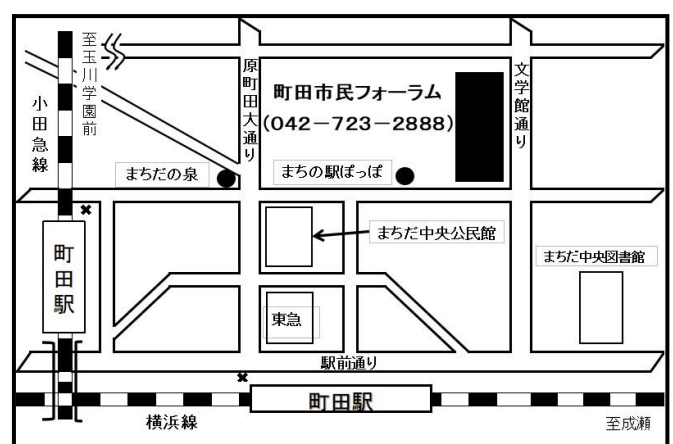 至玉川学園前
小田急線
原町田大通り
町田市民フォーラム
(042－723－2888)
文学館通り
まちだの泉
まちの駅ぽっぽ
町田駅
まちだ中央公民館
まちだ中央図書館
東急
駅前通り
町田駅
横浜線
至成瀬